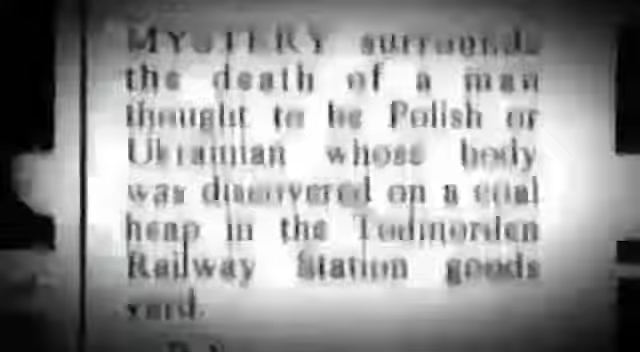 MYSTERY surrounds
the death of a man
thought to be Polish or
Ukrainian whose body
was discovered on a coal
heap in the Todmorden
Railway Station goods
yard.